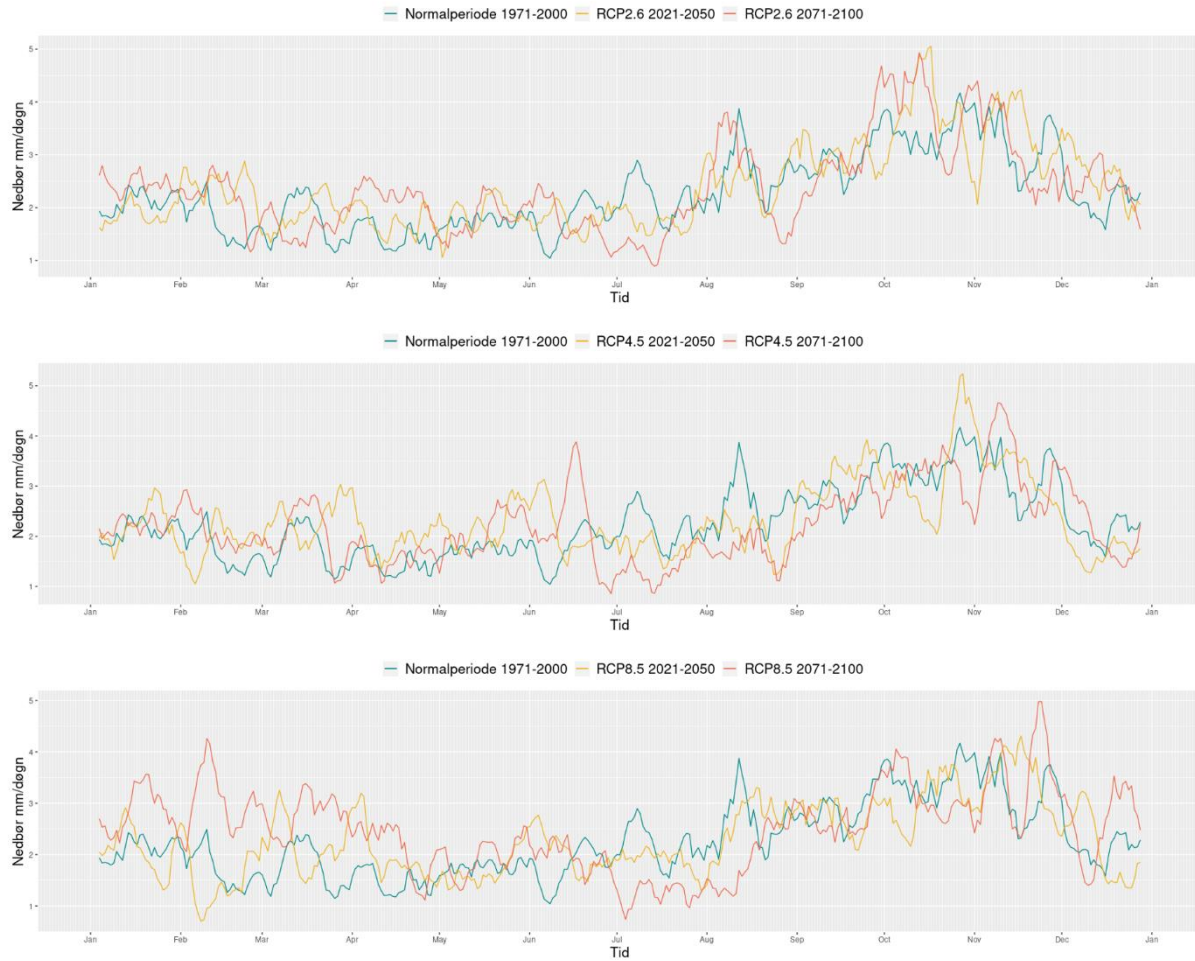 Normalperiode 1971-2000 RCP2.6 2021-2050 RCP2.6 2071-2100
Nedbør mm/døgn
5
4
3
2
1
Jan Feb Mar Apr May Jun Jul Aug Sep Oct Nov Dec Jan
Tid
Normalperiode 1971-2000 RCP4.5 2021-2050 RCP4.5 2071-2100
Nedbør mm/døgn
5
4
3
2
1
Jan Feb Mar Apr May Jun Jul Aug Sep Oct Nov Dec Jan
Tid
Normalperiode 1971-2000 RCP8.5 2021-2050 RCP8.5 2071-2100
Nedbør mm/døgn
5
4
3
2
1
Jan Feb Mar Apr May Jun Jul Aug Sep Oct Nov Dec Jan
Tid